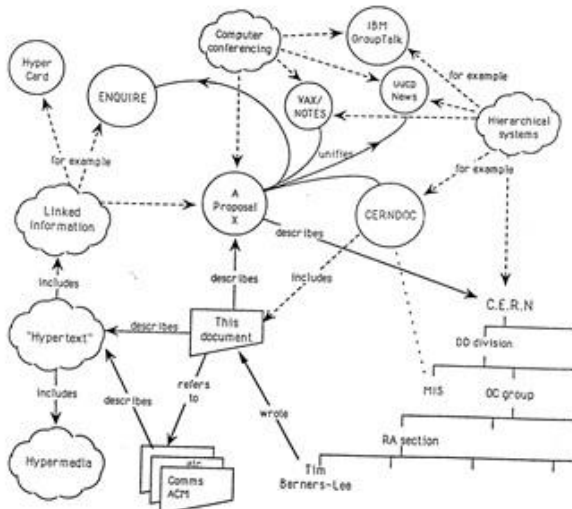 IBM
GroupTalk
Computer
conferencing
Hyper
Card
ENQUIRE
VAX/
NOTES
uucp
News
for example
Hierarchical
systems
unifies
for example
for example
Linked
information
A
Proposal
X
CERNDOC
describes
includes
describes
includes
C.E.R.N
DD division
"Hypertext"
describes
This
document
MIS
OC group
refers
to
describes
wrote
includes
RA section
Hypermedia
etc
Comms
ACM
Tim
Berners-Lee